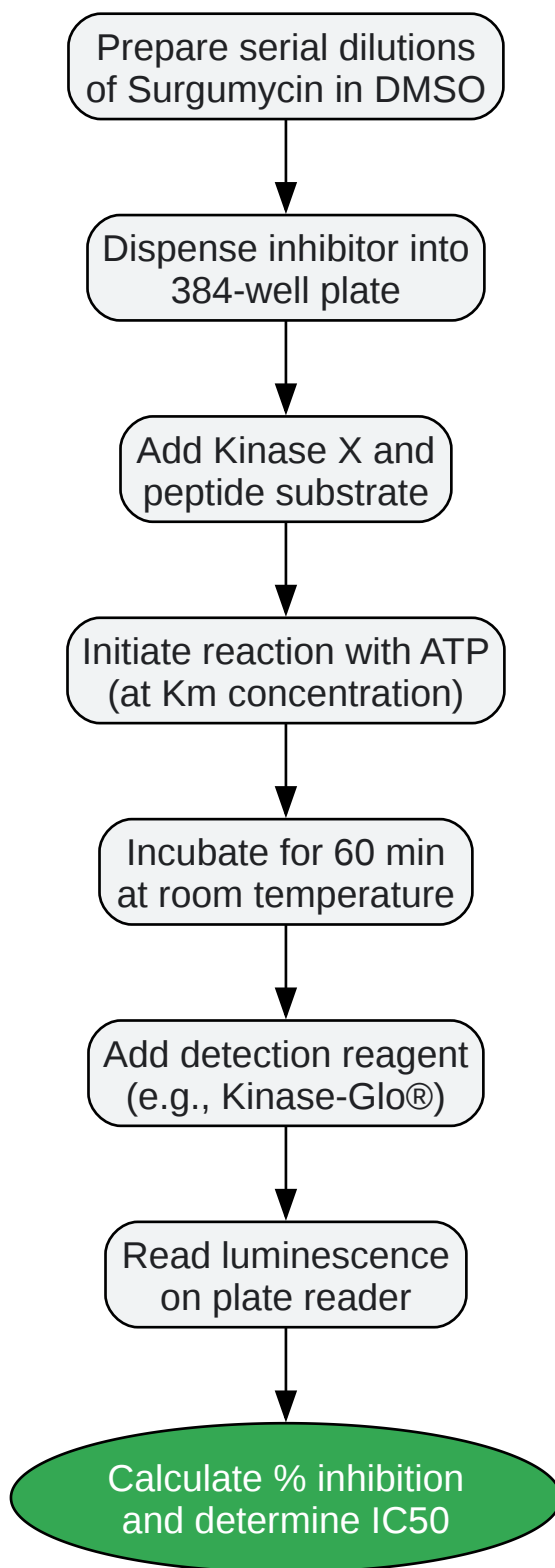 Prepare serial dilutions
of Surgumycin in DMSO
Dispense inhibitor into
384-well plate
Add Kinase X and
peptide substrate
Initiate reaction with ATP
(at Km concentration)
Incubate for 60 min
at room temperature
Add detection reagent
(e.g., Kinase-Glo®)
Read luminescence
on plate reader
Calculate % inhibition
and determine IC50